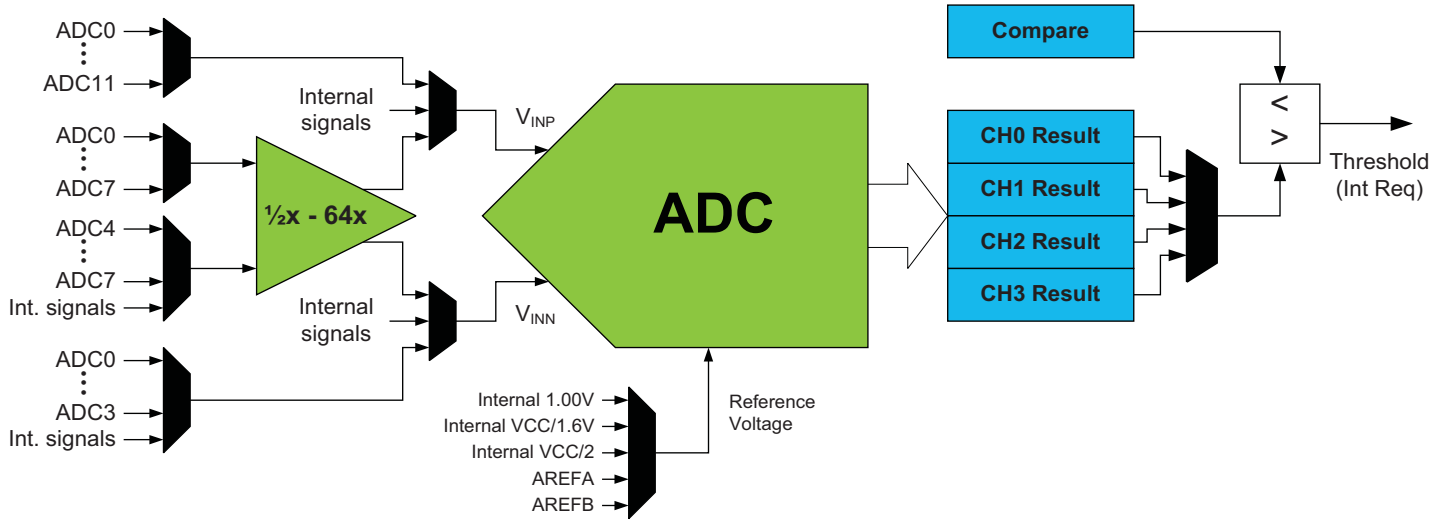 ADC0
ADC11
ADC0
ADC7
ADC4
ADC7
Int. signals
ADC0
ADC3
Int. signals
½x - 64x
Internal
signals
Internal
signals
V_INP
V_INN
ADC
Internal 1.00V
Internal VCC/1.6V
Internal VCC/2
AREFA
AREFB
Reference
Voltage
Compare
CH0 Result
CH1 Result
CH2 Result
CH3 Result
<
>
Threshold
(Int Req)